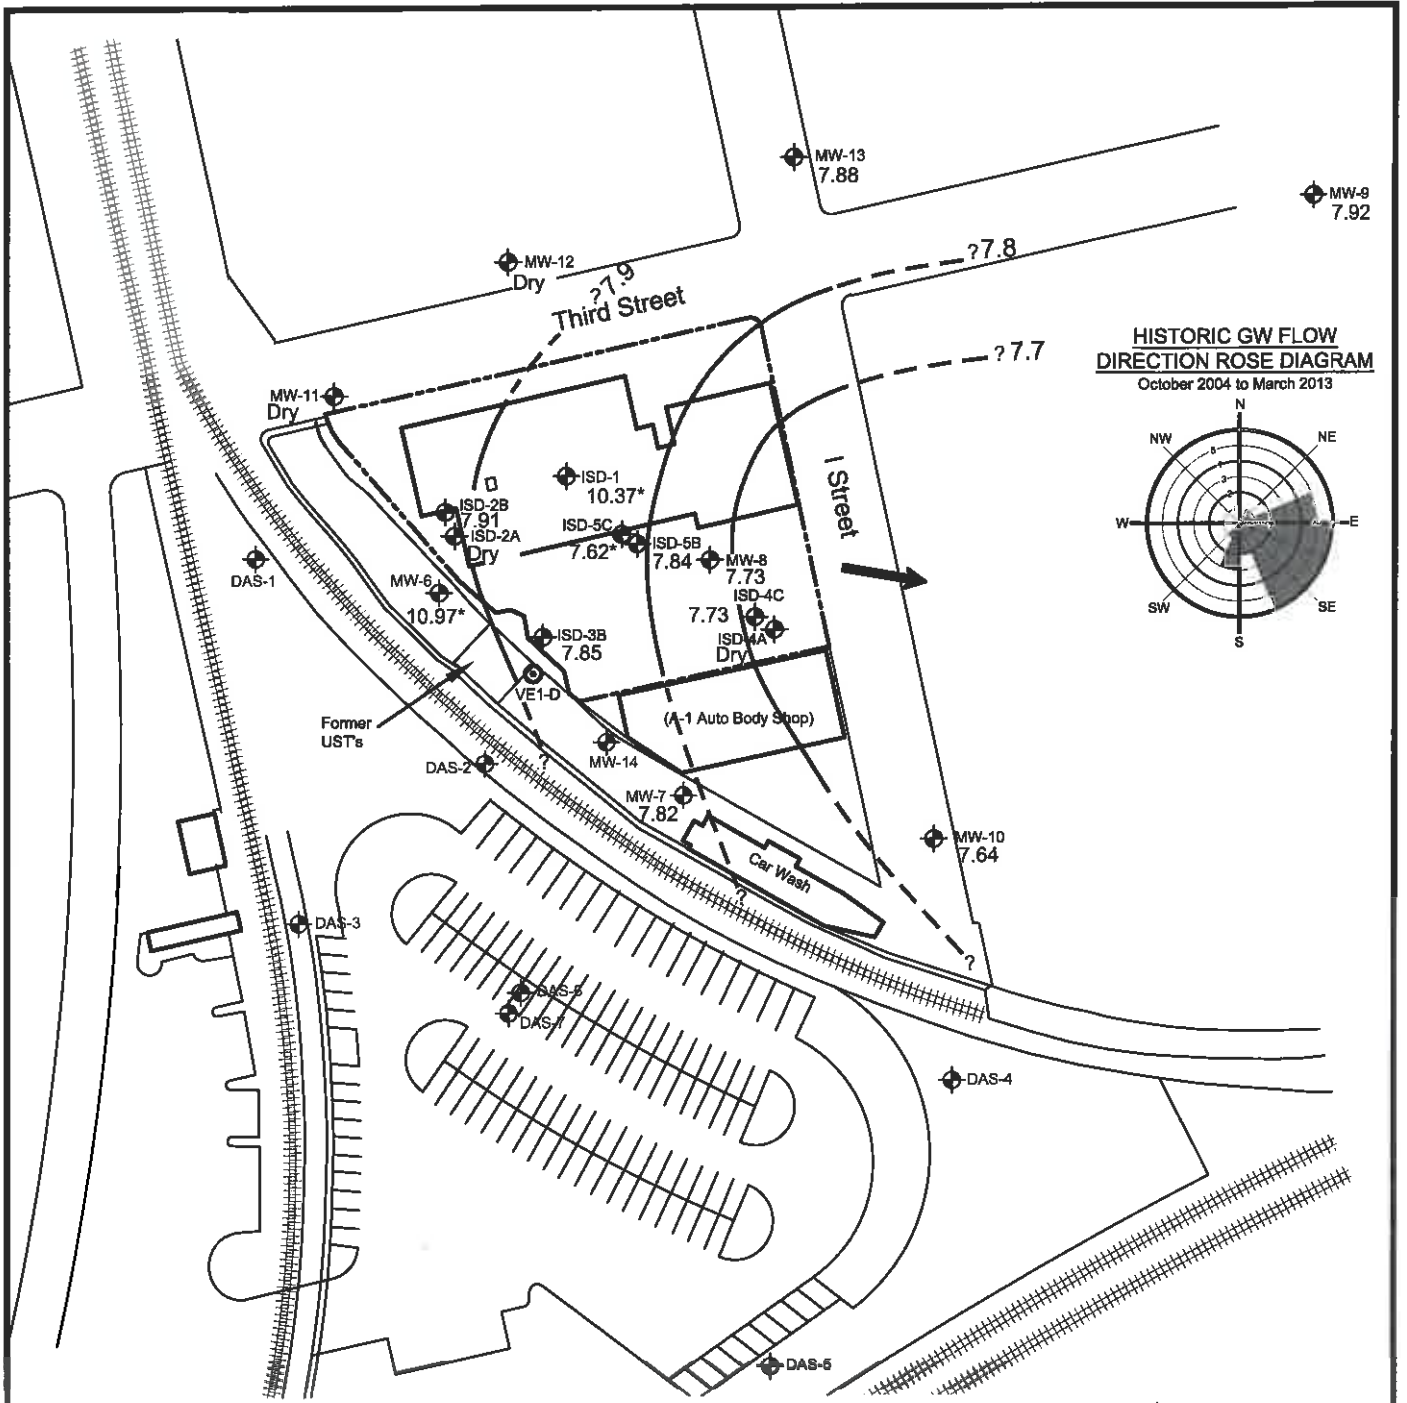 MW-13
7.88
MW-9
7.92
?7.8
MW-12
Dry
?7.9
Third Street
? 7.7
HISTORIC GW FLOW
DIRECTION ROSE DIAGRAM
October 2004 to March 2013
N
NW
NE
W
E
SW
SE
S
MW-11
Dry
ISD-1
10.37*
I Street
ISD-2B
7.91
ISD-2A
Dry
ISD-5C
7.62*
ISD-5B
7.84
MW-8
7.73
DAS-1
MW-6
10.97*
ISD-4C
7.73
ISD-4A
Dry
ISD-3B
7.85
VE1-D
(A-1 Auto Body Shop)
Former
UST's
?
MW-14
DAS-2
MW-7
7.82
MW-10
7.64
Car Wash
?
DAS-3
?
DAS-6
DAS-7
DAS-4
DAS-5